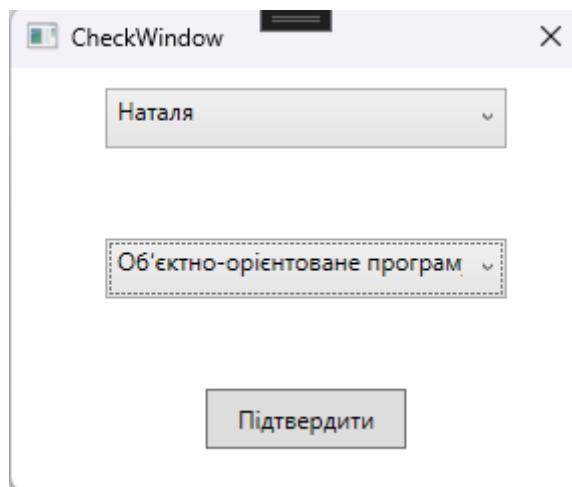 CheckWindow
Наталя
Об'єктно-орієнтоване програм
Підтвердити